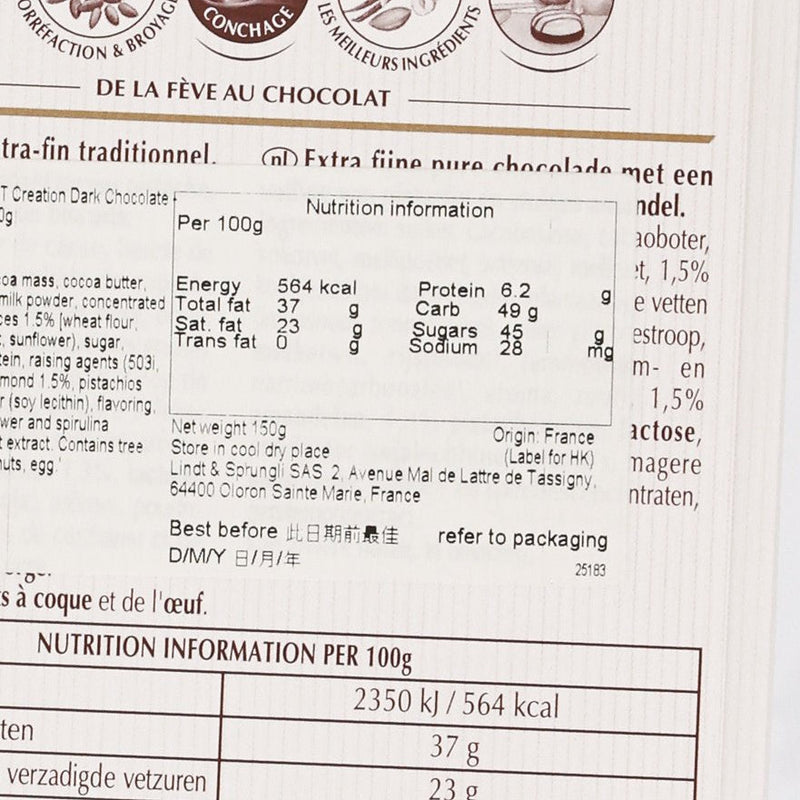 TORRÉFACTION & BROYAGE
CONCHAGE
LES MEILLEURS INGRÉDIENTS
DE LA FÈVE AU CHOCOLAT
tra-fin traditionnel.
nl Extra fijne pure chocolade met een
ndel.
aoboter,
et, 1,5%
e vetten
estroop,
m- en
1,5%
actose,
magere
ntraten,
T Creation Dark Chocolate
0g
oa mass, cocoa butter,
milk powder, concentrated
ces 1.5% [wheat flour,
t, sunflower), sugar,
tein, raising agents (503i,
mond 1.5%, pistachios
r (soy lecithin), flavoring,
wer and spirulina
t extract. Contains tree
nuts, egg.
Nutrition information
Per 100g
Energy 564 kcal Protein 6.2 g
Total fat 37 g Carb 49 g
Sat. fat 23 g Sugars 45 g
Trans fat 0 g Sodium 28 mg
Net weight 150g Origin: France
Store in cool dry place (Label for HK)
Lindt & Sprungli SAS 2, Avenue Mal de Lattre de Tassigny,
64400 Oloron Sainte Marie, France
Best before 此日期前最佳 refer to packaging
D/M/Y 日/月/年
25183
s à coque et de l'œuf.
NUTRITION INFORMATION PER 100g
2350 kJ / 564 kcal
ten 37 g
verzadigde vetzuren 23 g